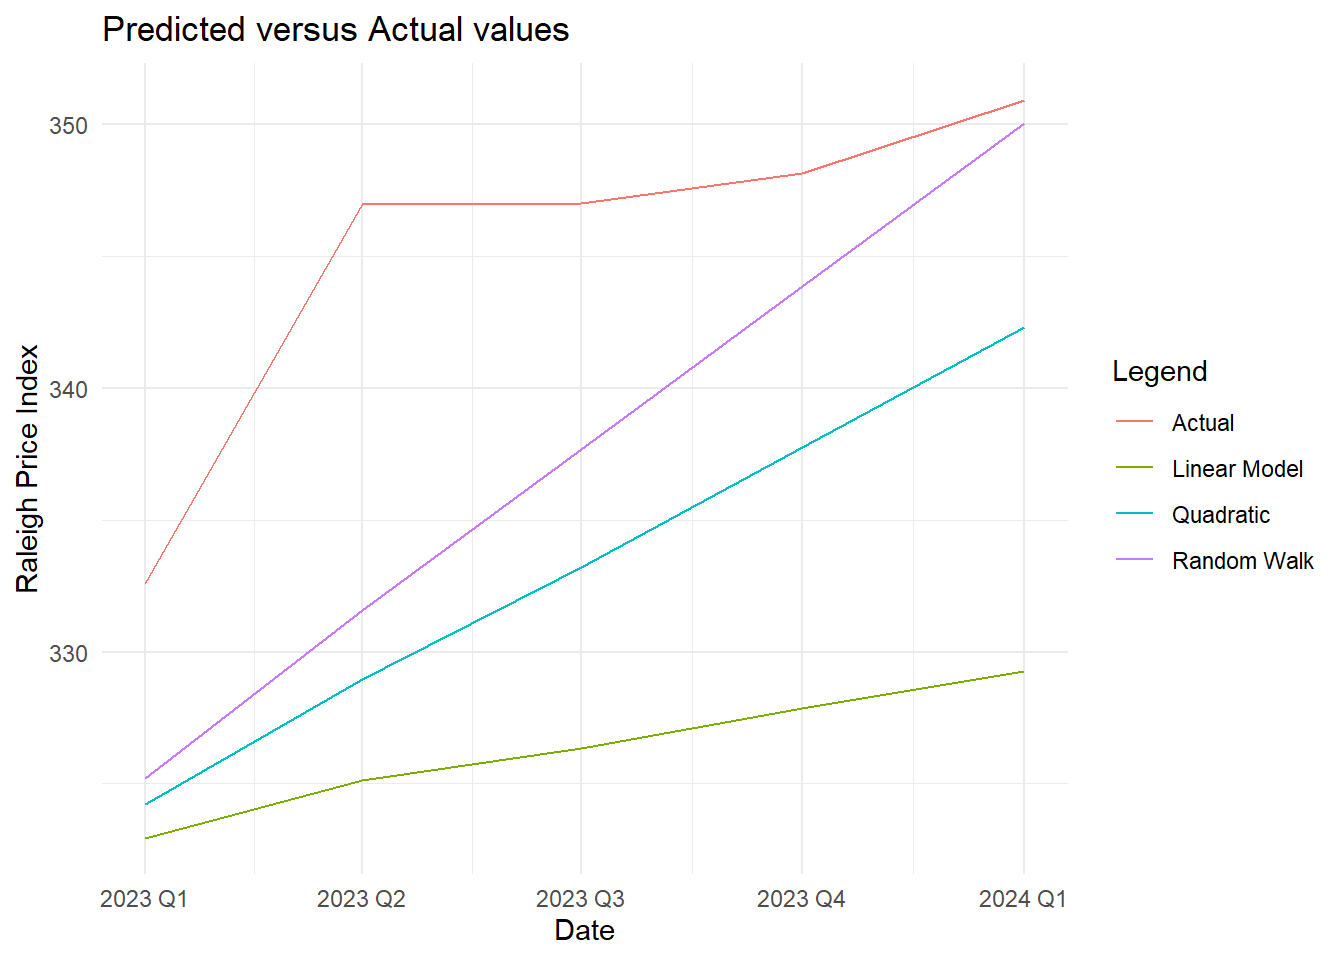 Predicted versus Actual values
350
340
330
Raleigh Price Index
2023 Q1
2023 Q2
2023 Q3
2023 Q4
2024 Q1
Date
Legend
Actual
Linear Model
Quadratic
Random Walk